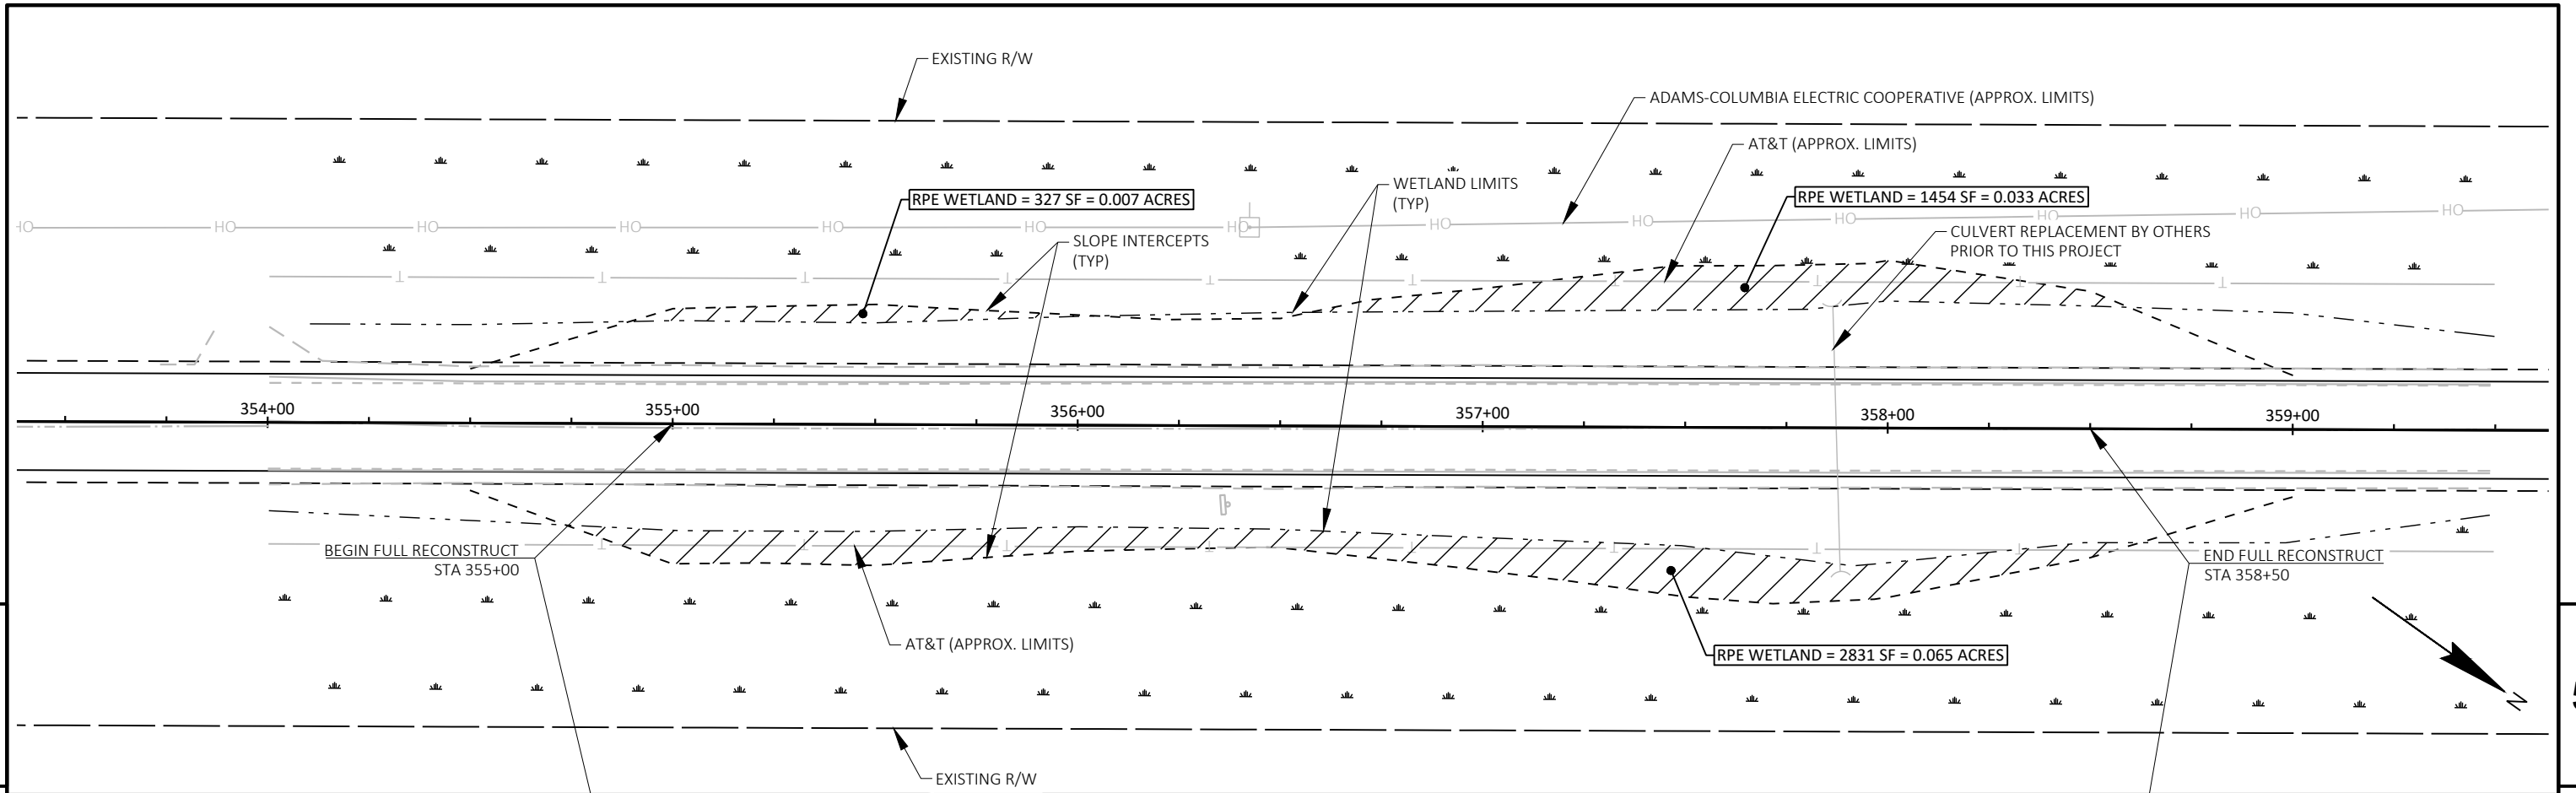 EXISTING R/W
ADAMS-COLUMBIA ELECTRIC COOPERATIVE (APPROX. LIMITS)
AT&T (APPROX. LIMITS)
WETLAND LIMITS
(TYP)
RPE WETLAND = 327 SF = 0.007 ACRES
RPE WETLAND = 1454 SF = 0.033 ACRES
HO HO HO HO HO HO HO HO HO HO HO HO HO
SLOPE INTERCEPTS
(TYP)
CULVERT REPLACEMENT BY OTHERS
PRIOR TO THIS PROJECT
354+00 355+00 356+00 357+00 358+00 359+00
BEGIN FULL RECONSTRUCT
STA 355+00
END FULL RECONSTRUCT
STA 358+50
AT&T (APPROX. LIMITS)
RPE WETLAND = 2831 SF = 0.065 ACRES
N
EXISTING R/W